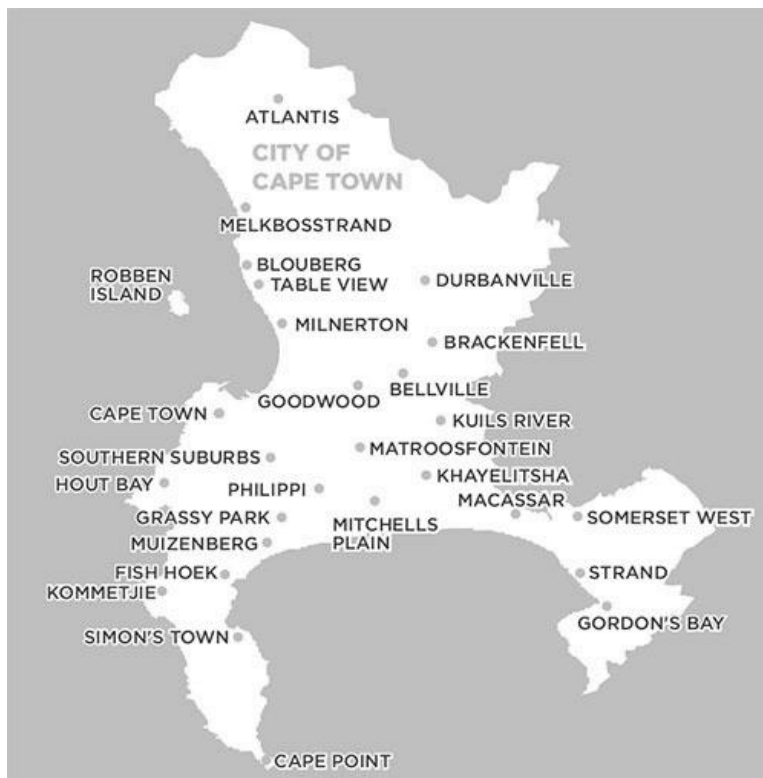 ATLANTIS
CITY OF
CAPE TOWN
MELKBOSSTRAND
BLOUBERG
ROBBEN
ISLAND
TABLE VIEW
DURBANVILLE
MILNERTON
BRACKENFELL
BELLVILLE
GOODWOOD
CAPE TOWN
KUILS RIVER
MATROOSFONTEIN
SOUTHERN SUBURBS
KHAYELITSHA
HOUT BAY
PHILIPPI
MACASSAR
GRASSY PARK
MITCHELLS
PLAIN
SOMERSET WEST
MUIZENBERG
FISH HOEK
STRAND
KOMMETJIE
GORDON'S BAY
SIMON'S TOWN
CAPE POINT